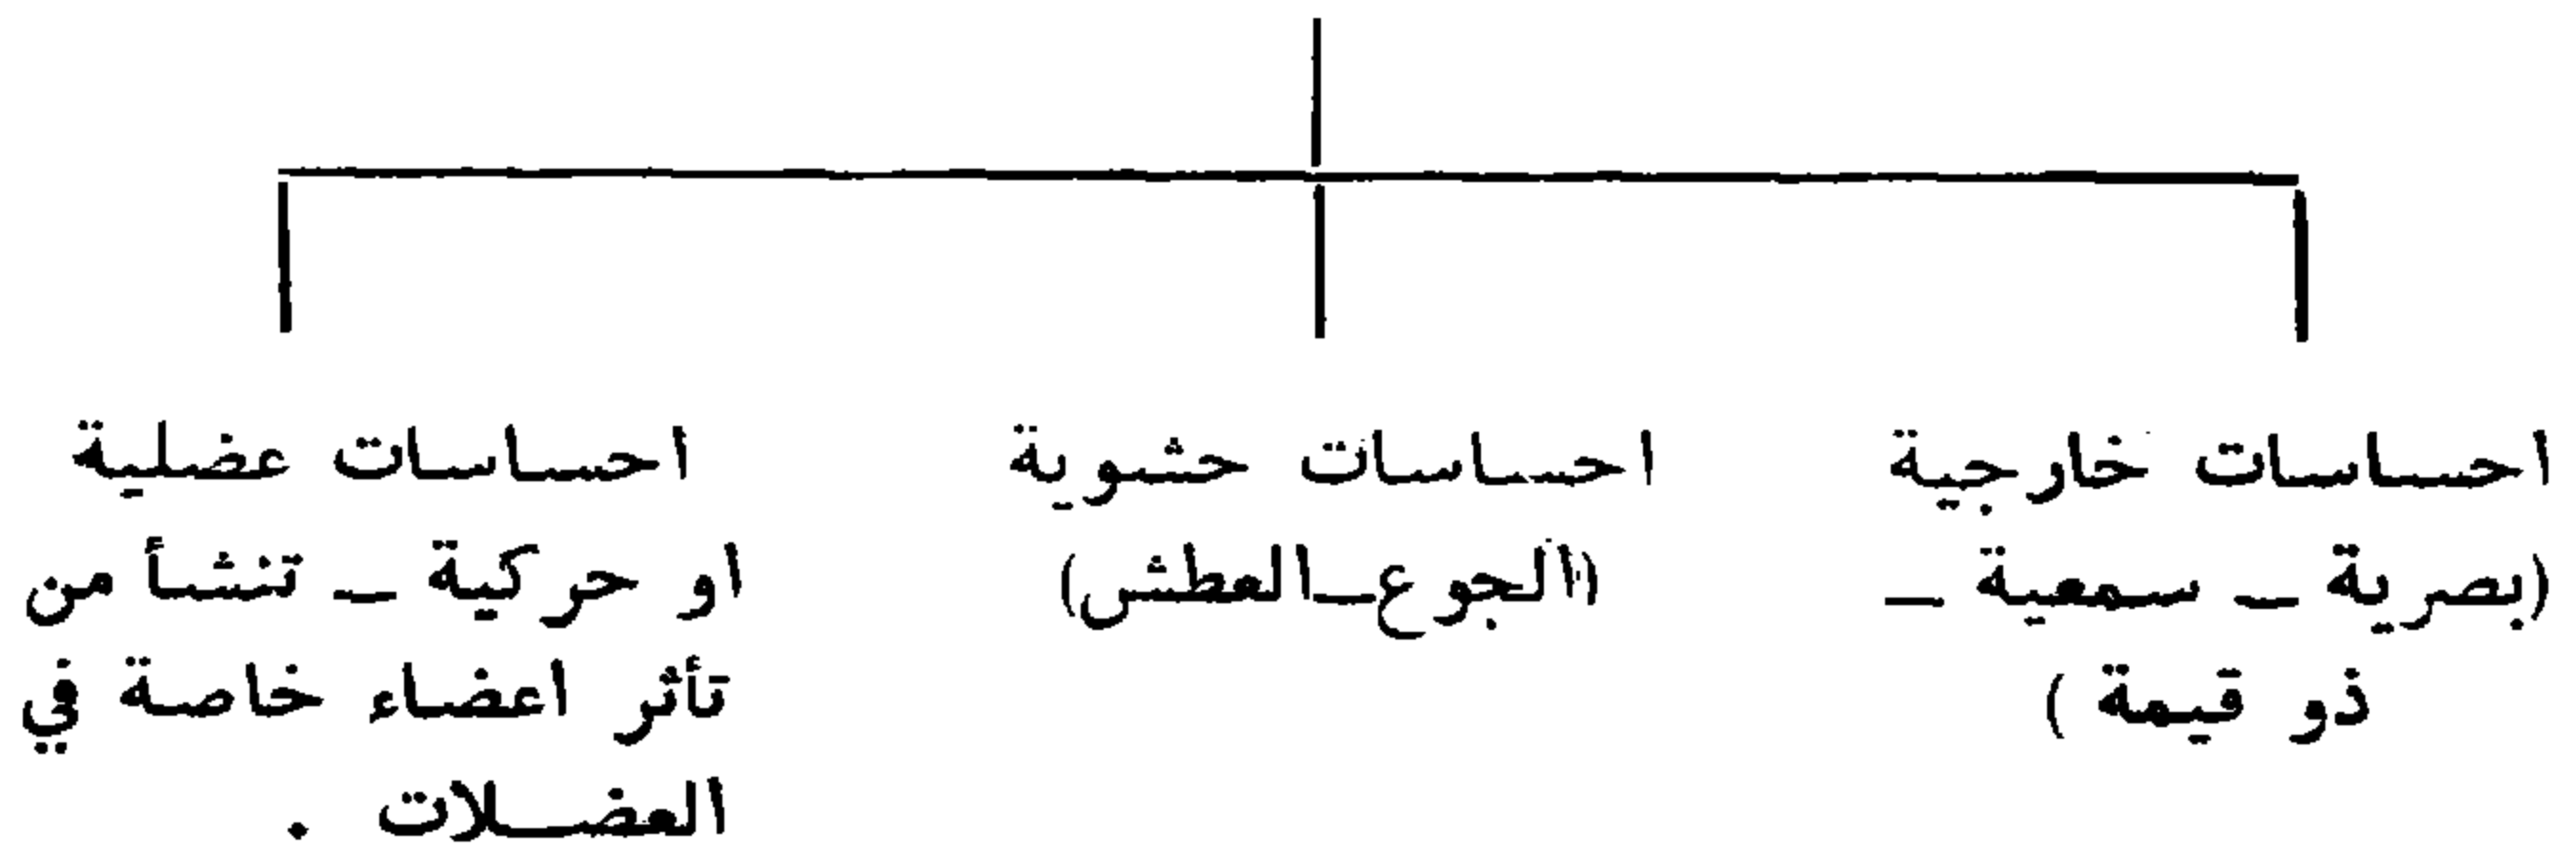 احساسات خارجية
(بصرية – سمعية –
ذو قيمة )
احساسات حشوية
(الجوع–العطش)
احساسات عضلية
او حركية – تنشأ من
تأثر اعضاء خاصة في
العضلات .